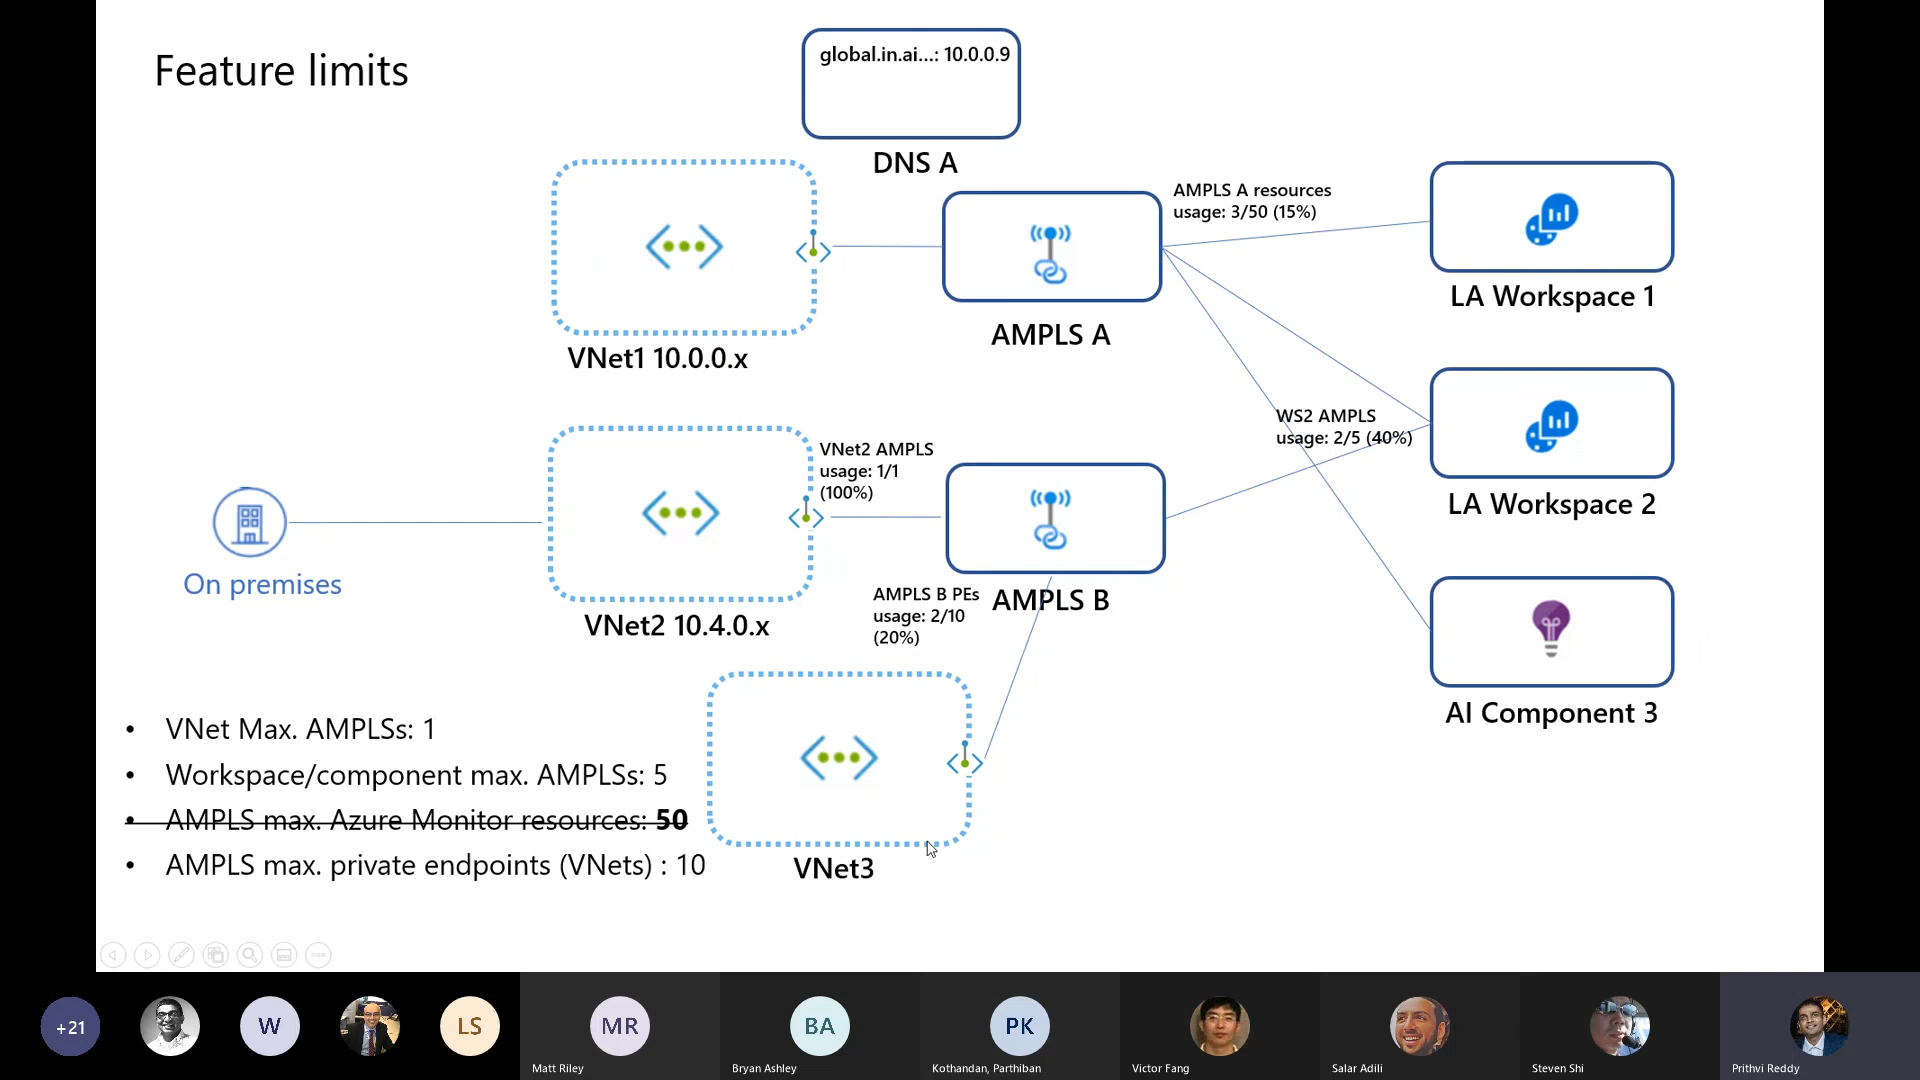 Feature limits
global.in.ai...: 10.0.0.9
DNS A
AMPLS A resources
usage: 3/50 (15%)
LA Workspace 1
AMPLS A
VNet1 10.0.0.x
WS2 AMPLS
usage: 2/5 (40%)
VNet2 AMPLS
usage: 1/1
(100%)
LA Workspace 2
On premises
AMPLS B PEs
usage: 2/10
(20%)
AMPLS B
VNet2 10.4.0.x
AI Component 3
• VNet Max. AMPLSs: 1
• Workspace/component max. AMPLSs: 5
• AMPLS max. Azure Monitor resources: 50
• AMPLS max. private endpoints (VNets) : 10
VNet3
+21
W
LS
MR
BA
PK
Matt Riley
Bryan Ashley
Kothandan, Parthiban
Victor Fang
Salar Adili
Steven Shi
Prithvi Reddy